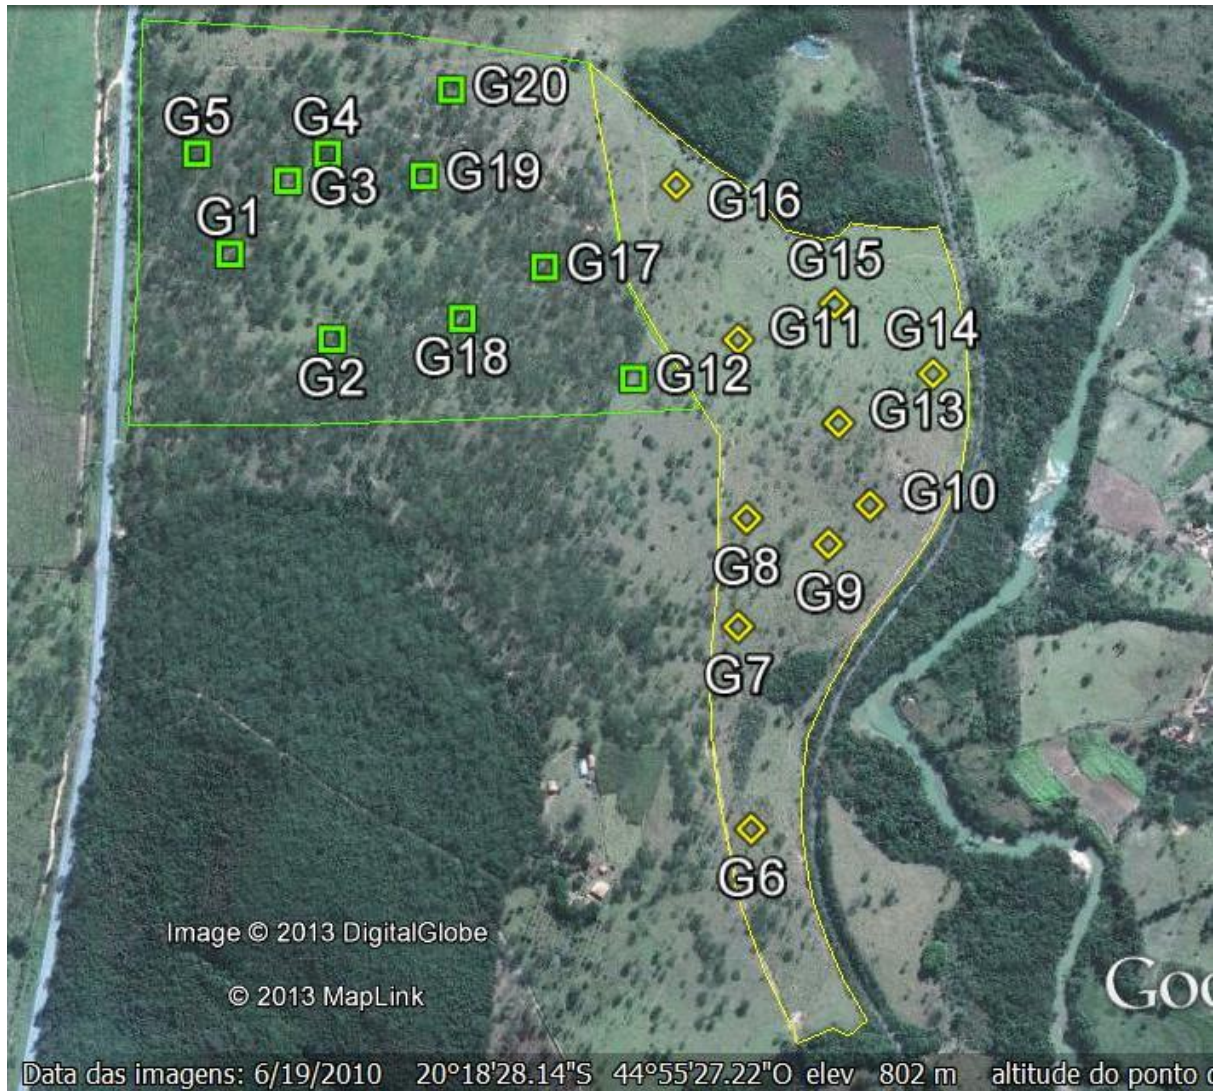 G20
G5
G4
G19
G3
G16
G1
G17
G15
G11
G14
G18
G2
G12
G13
G10
G8
G9
G7
G6
Image © 2013 DigitalGlobe
© 2013 MapLink
Goo
Data das imagens: 6/19/2010 20°18'28.14"S 44°55'27.22"O elev 802 m altitude do ponto